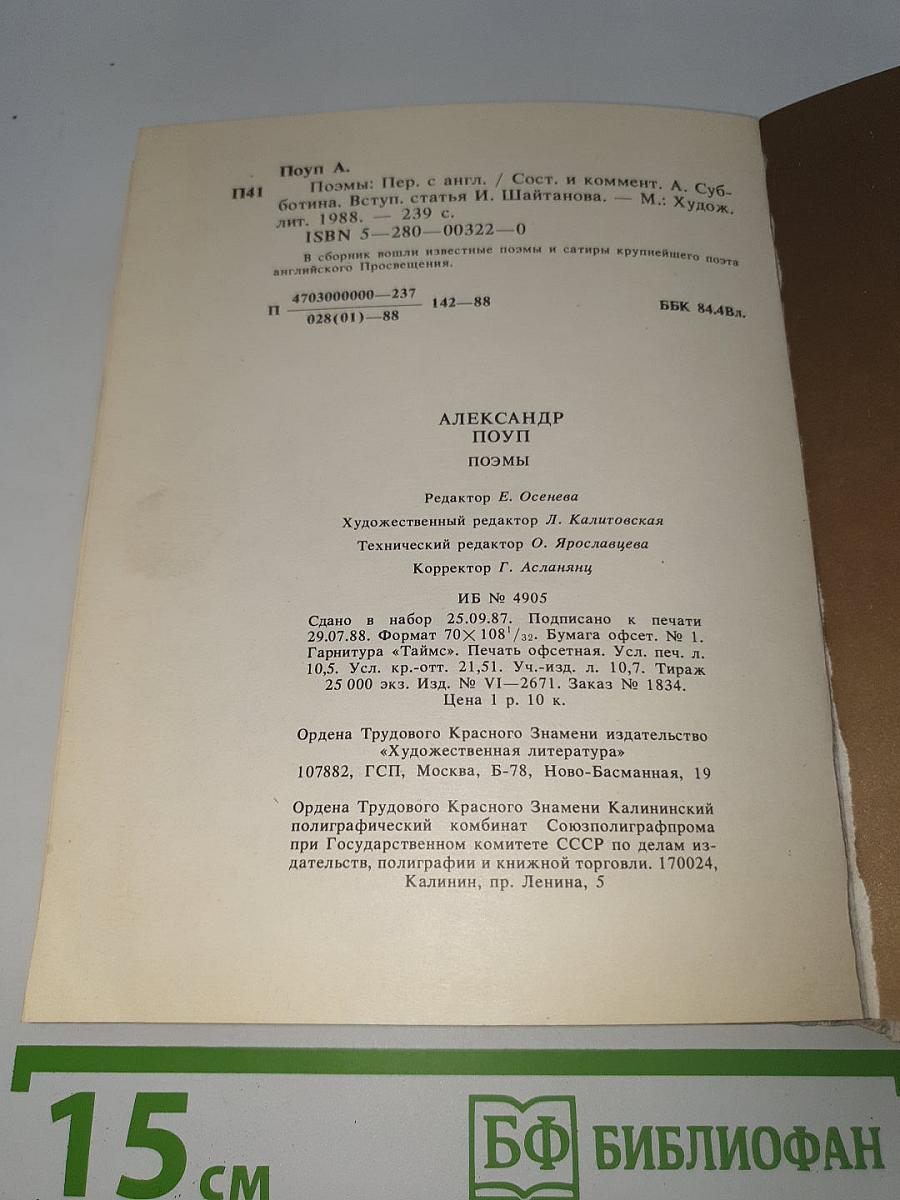 Поуп А.
П41
Поэмы: Пер. с англ. / Сост. и коммент. А. Суб-
ботина. Вступ. статья И. Шайтанова. — М.: Худож.
лит. 1988. — 239 с.
ISBN 5—280—00322—0
В сборник вошли известные поэмы и сатиры крупнейшего поэта
английского Просвещения.
П 4703000000—237 142—88 ББК 84.4Вл.
028(01)—88
АЛЕКСАНДР
ПОУП
ПОЭМЫ
Редактор Е. Осенева
Художественный редактор Л. Калитовская
Технический редактор О. Ярославцева
Корректор Г. Асланянц
ИБ № 4905
Сдано в набор 25.09.87. Подписано к печати
29.07.88. Формат 70×108¹/₃₂. Бумага офсет. № 1.
Гарнитура «Таймс». Печать офсетная. Усл. печ. л.
10,5. Усл. кр.-отт. 21,51. Уч.-изд. л. 10,7. Тираж
25 000 экз. Изд. № VI—2671. Заказ № 1834.
Цена 1 р. 10 к.
Ордена Трудового Красного Знамени издательство
«Художественная литература»
107882, ГСП, Москва, Б-78, Ново-Басманная, 19
Ордена Трудового Красного Знамени Калининский
полиграфический комбинат Союзполиграфпрома
при Государственном комитете СССР по делам из-
дательств, полиграфии и книжной торговли. 170024,
Калинин, пр. Ленина, 5
15 см
БФ БИБЛИОФАН